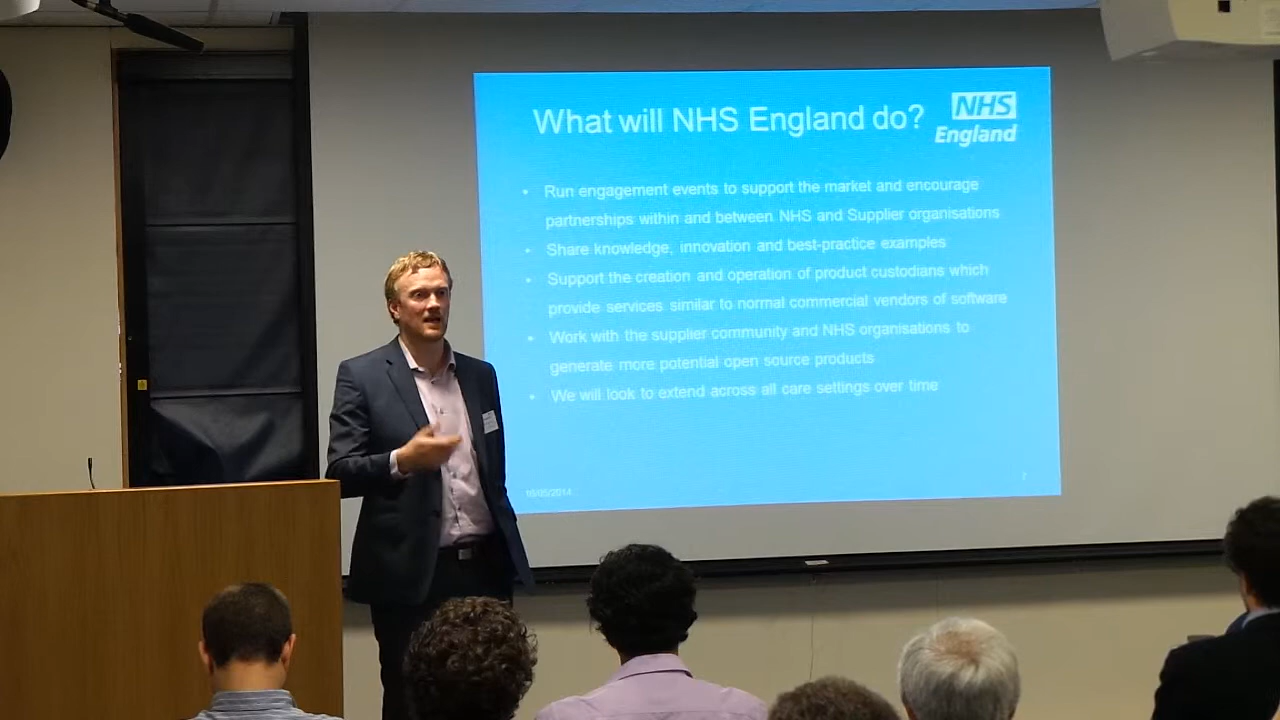 What will NHS England do?
NHS
England
• Run engagement events to support the market and encourage
partnerships within and between NHS and Supplier organisations
• Share knowledge, innovation and best-practice examples
• Support the creation and operation of product custodians which
provide services similar to normal commercial vendors of software
• Work with the supplier community and NHS organisations to
generate more potential open source products
• We will look to extend across all care settings over time